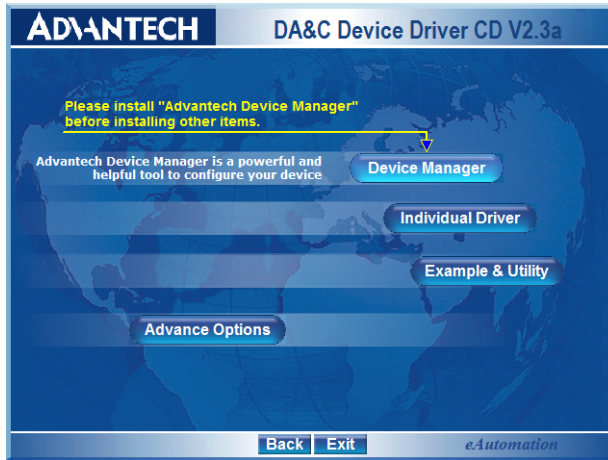 ADVANTECH
DA&C Device Driver CD V2.3a
Please install "Advantech Device Manager"
before installing other items.
Advantech Device Manager is a powerful and
helpful tool to configure your device
Device Manager
Individual Driver
Example & Utility
Advance Options
Back Exit
eAutomation